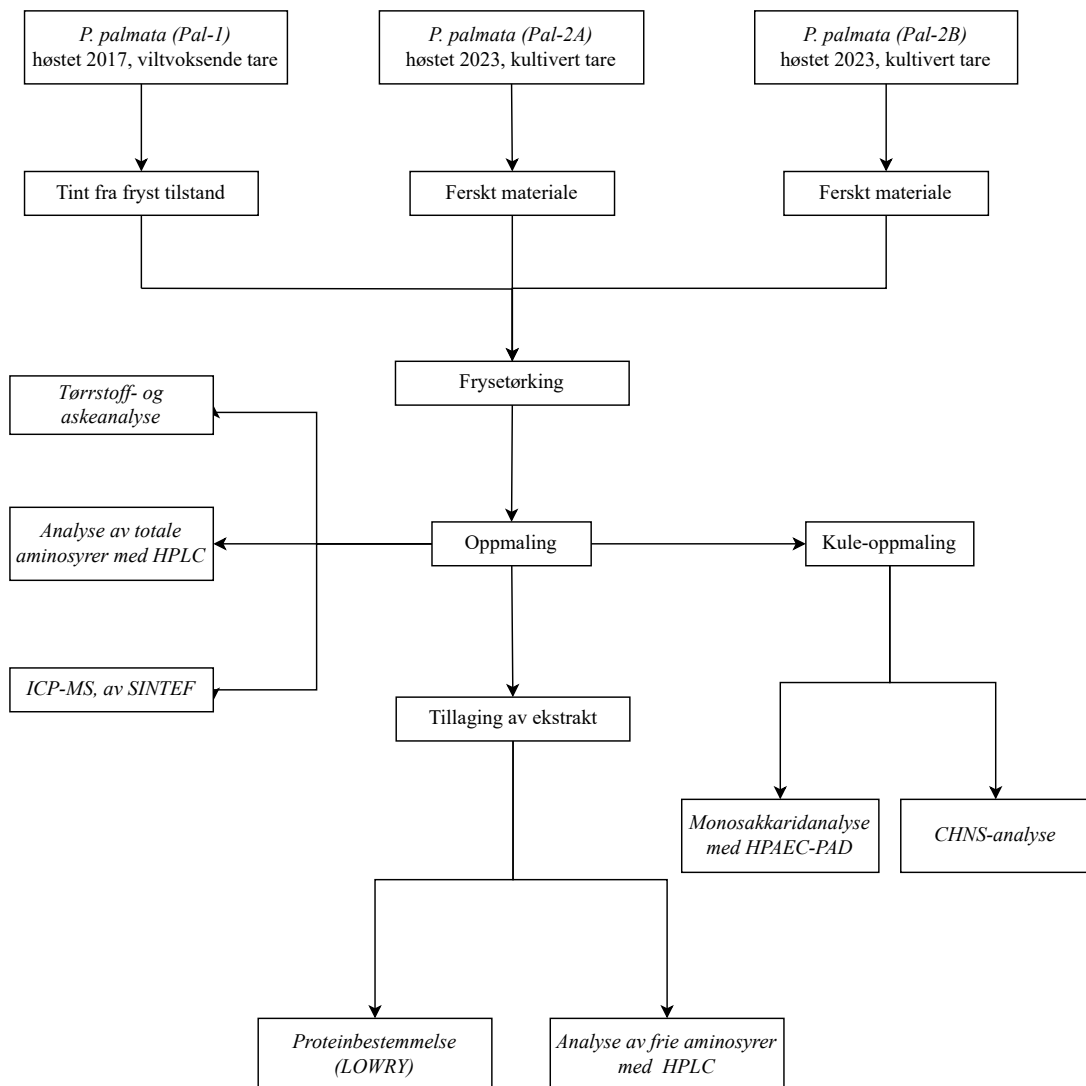 P. palmata (Pal-1)
høstet 2017, viltvoksende tare
P. palmata (Pal-2A)
høstet 2023, kultivert tare
P. palmata (Pal-2B)
høstet 2023, kultivert tare
Tint fra fryst tilstand
Ferskt materiale
Ferskt materiale
Frysetørking
Tørrstoff- og
askeanalyse
Analyse av totale
aminosyrer med HPLC
Oppmaling
Kule-oppmaling
ICP-MS, av SINTEF
Tillaging av ekstrakt
Monosakkaridanalyse
med HPAEC-PAD
CHNS-analyse
Proteinbestemmelse
(LOWRY)
Analyse av frie aminosyrer
med HPLC